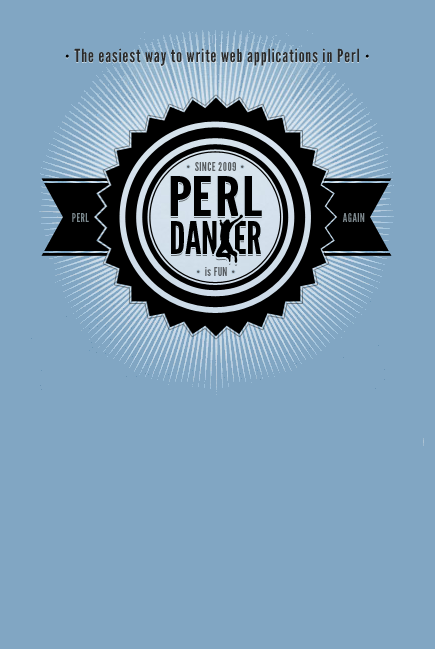 • The easiest way to write web applications in Perl •
• SINCE 2009 •
PERL
DANCER
PERL
AGAIN
• is FUN •